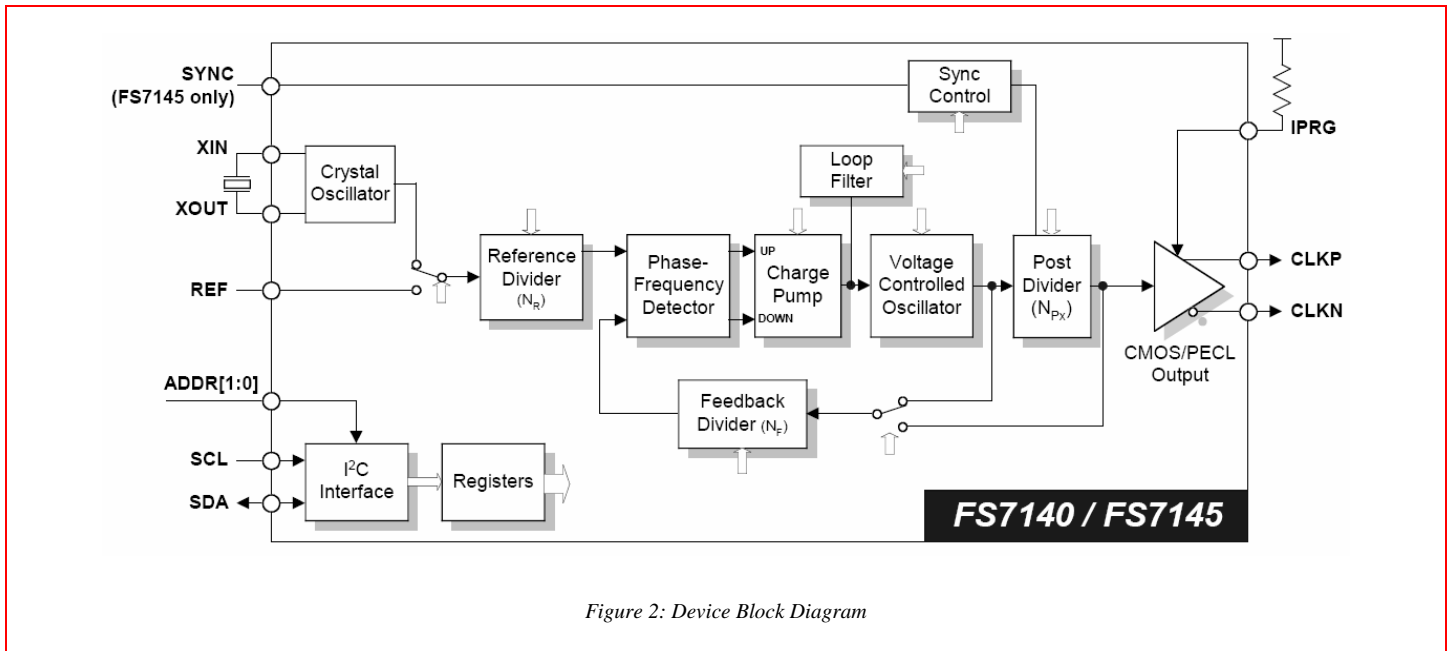 SYNC
(FS7145 only)
Sync
Control
IPRG
XIN
XOUT
Crystal
Oscillator
Loop
Filter
REF
Reference
Divider
(NR)
Phase-
Frequency
Detector
UP
Charge
Pump
DOWN
Voltage
Controlled
Oscillator
Post
Divider
(NPx)
CLKP
CLKN
CMOS/PECL
Output
ADDR[1:0]
Feedback
Divider (NF)
SCL
SDA
I2C
Interface
Registers
FS7140 / FS7145
Figure 2: Device Block Diagram